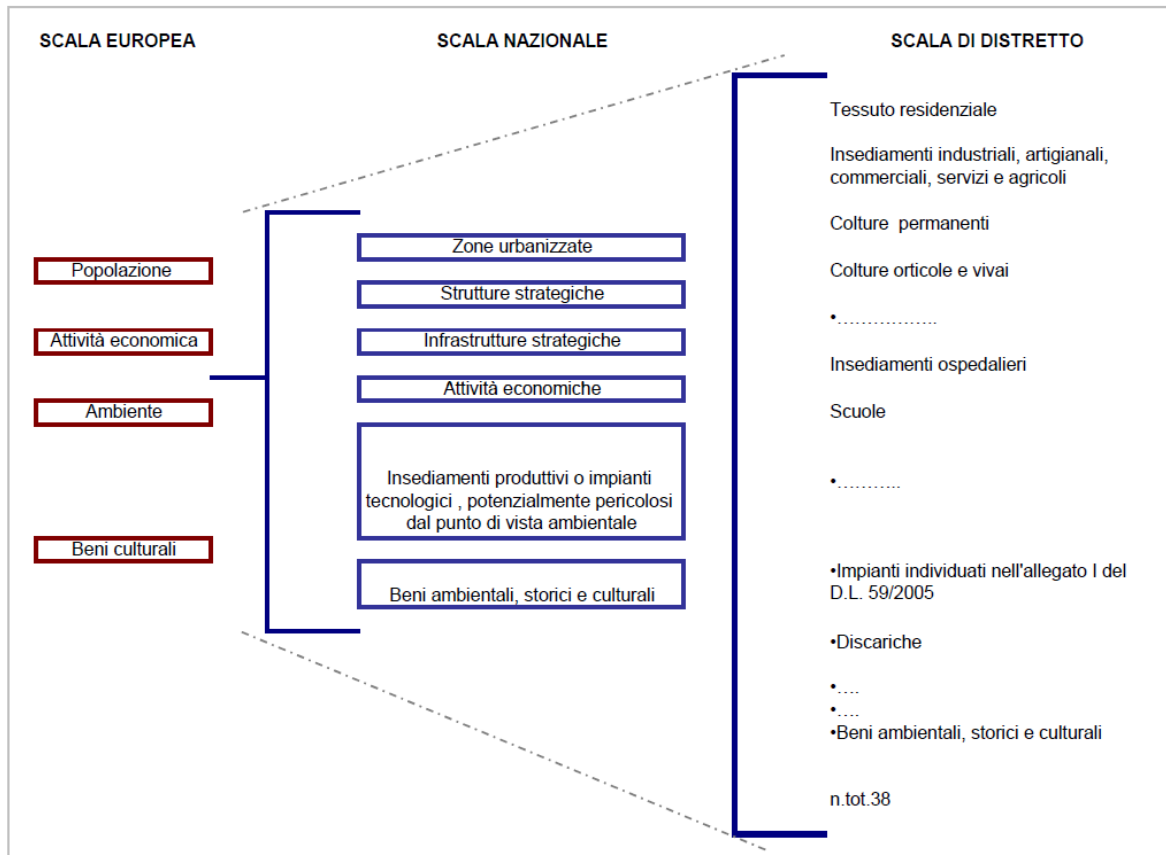 SCALA EUROPEA
SCALA NAZIONALE
SCALA DI DISTRETTO
Popolazione
Attività economica
Ambiente
Beni culturali
Zone urbanizzate
Strutture strategiche
Infrastrutture strategiche
Attività economiche
Insediamenti produttivi o impianti
tecnologici , potenzialmente pericolosi
dal punto di vista ambientale
Beni ambientali, storici e culturali
Tessuto residenziale
Insediamenti industriali, artigianali,
commerciali, servizi e agricoli
Colture permanenti
Colture orticole e vivai
•……………..
Insediamenti ospedalieri
Scuole
•………..
•Impianti individuati nell'allegato I del
D.L. 59/2005
•Discariche
•….
•….
•Beni ambientali, storici e culturali
n.tot.38